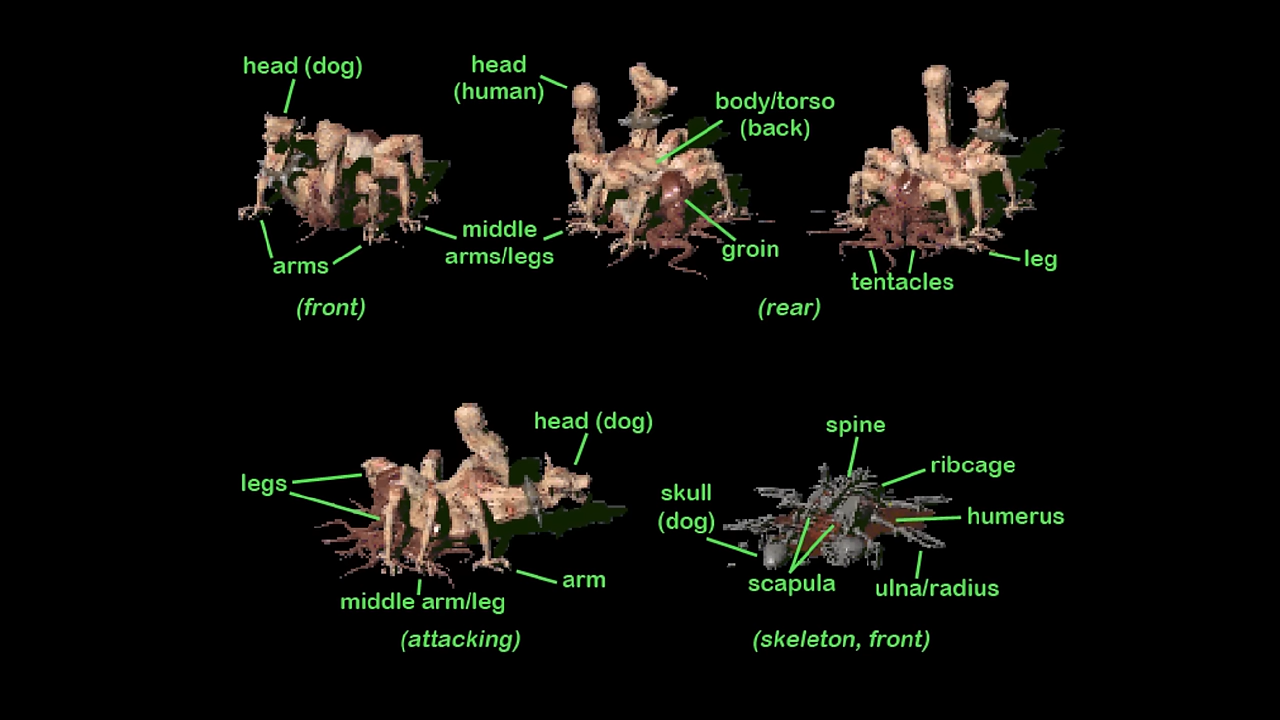 head (dog)
head
(human)
body/torso
(back)
middle
arms/legs
groin
arms
leg
tentacles
(front)
(rear)
head (dog)
legs
arm
middle arm/leg
(attacking)
spine
ribcage
skull
(dog)
humerus
scapula
ulna/radius
(skeleton, front)